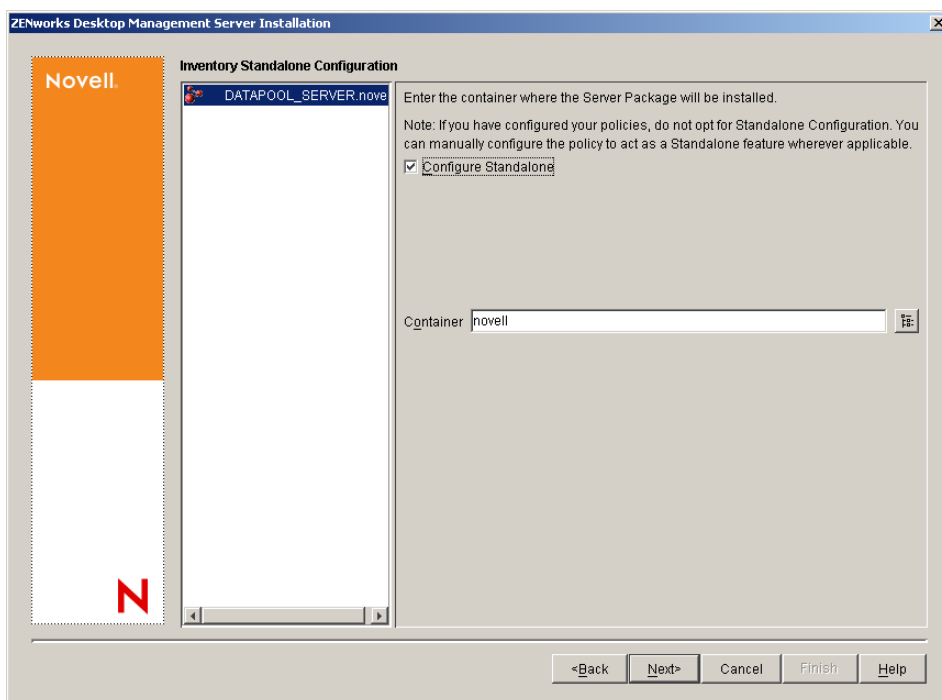 ZENworks Desktop Management Server Installation
Novell.
Inventory Standalone Configuration
DATAPOOL_SERVER.nove
Enter the container where the Server Package will be installed.
Note: If you have configured your policies, do not opt for Standalone Configuration. You
can manually configure the policy to act as a Standalone feature wherever applicable.
Configure Standalone
Container novell
N
<Back Next> Cancel Finish Help